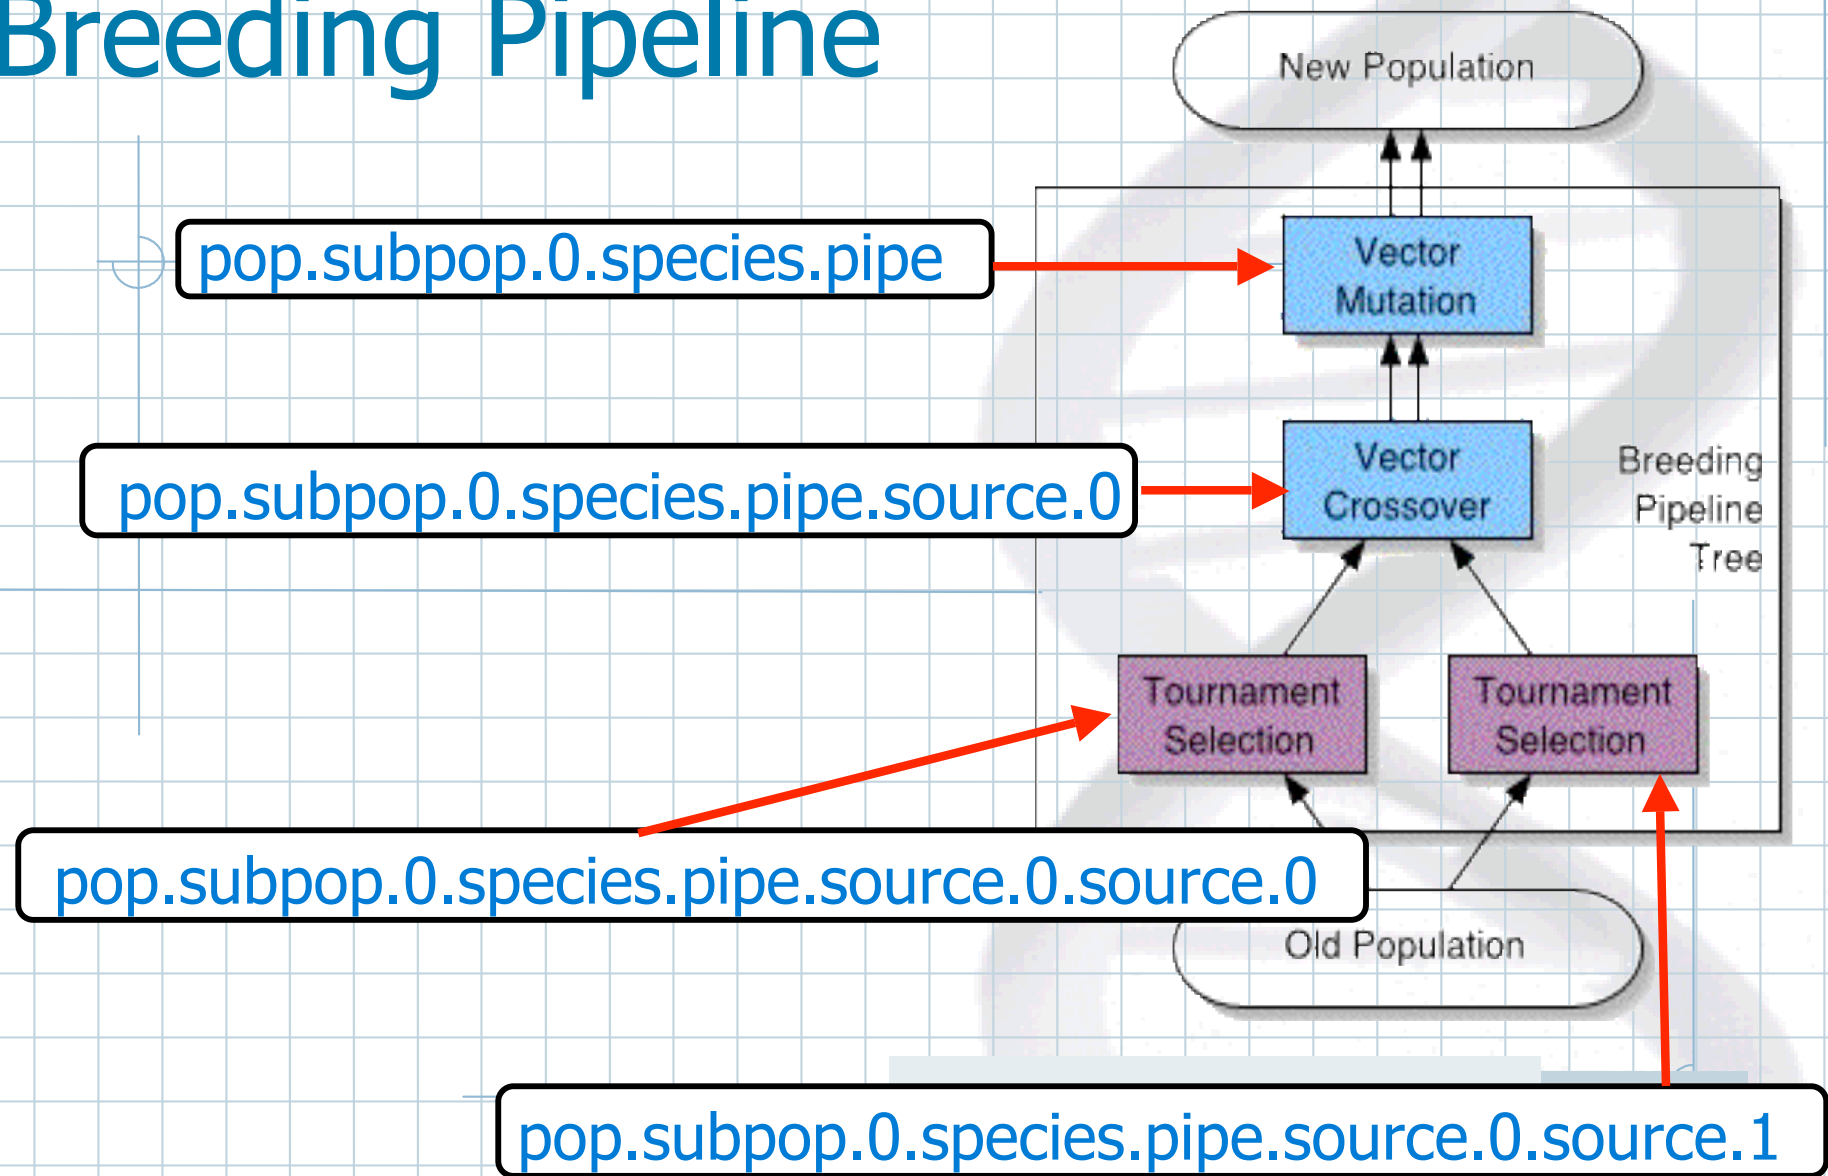 Breeding Pipeline
New Population
pop.subpop.0.species.pipe
Vector
Mutation
pop.subpop.0.species.pipe.source.0
Vector
Crossover
Breeding
Pipeline
Tree
Tournament
Selection
Tournament
Selection
pop.subpop.0.species.pipe.source.0.source.0
Old Population
pop.subpop.0.species.pipe.source.0.source.1